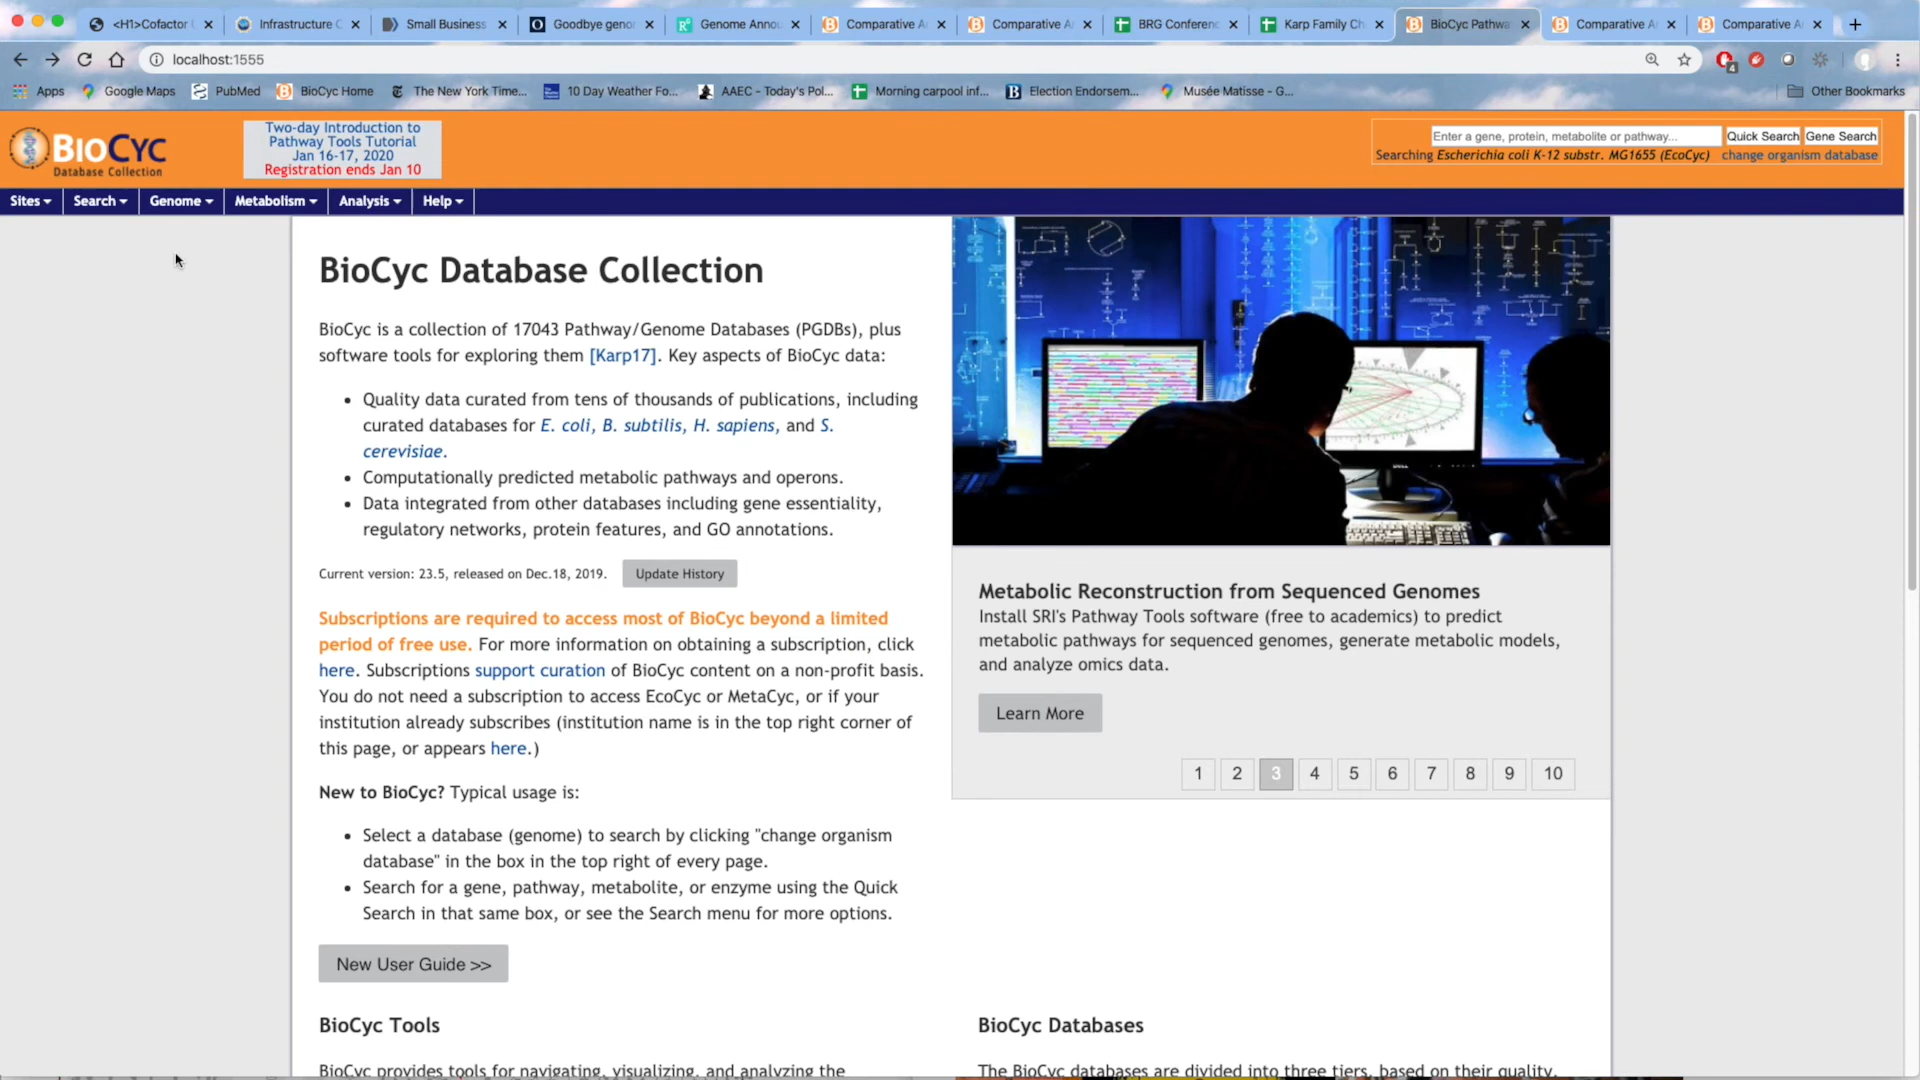 <H1>Cofactor
Infrastructure C
Small Business
Goodbye geno
Genome Annou
Comparative A
Comparative A
BRG Conferenc
Karp Family Ch
BioCyc Pathwa
Comparative A
Comparative A
localhost:1555
4
Apps
Google Maps
PubMed
BioCyc Home
The New York Time...
10 Day Weather Fo...
AAEC - Today's Pol...
Morning carpool inf...
Election Endorsem...
Musée Matisse - G...
Other Bookmarks
BIOCYC
Database Collection
Two-day Introduction to
Pathway Tools Tutorial
Jan 16-17, 2020
Registration ends Jan 10
Enter a gene, protein, metabolite or pathway...
Quick Search
Gene Search
Searching Escherichia coli K-12 substr. MG1655 (EcoCyc) change organism database
Sites
Search
Genome
Metabolism
Analysis
Help
BioCyc Database Collection
BioCyc is a collection of 17043 Pathway/Genome Databases (PGDBs), plus
software tools for exploring them [Karp17]. Key aspects of BioCyc data:
• Quality data curated from tens of thousands of publications, including
curated databases for E. coli, B. subtilis, H. sapiens, and S.
cerevisiae.
• Computationally predicted metabolic pathways and operons.
• Data integrated from other databases including gene essentiality,
regulatory networks, protein features, and GO annotations.
Current version: 23.5, released on Dec.18, 2019.
Update History
Subscriptions are required to access most of BioCyc beyond a limited
period of free use. For more information on obtaining a subscription, click
here. Subscriptions support curation of BioCyc content on a non-profit basis.
You do not need a subscription to access EcoCyc or MetaCyc, or if your
institution already subscribes (institution name is in the top right corner of
this page, or appears here.)
New to BioCyc? Typical usage is:
• Select a database (genome) to search by clicking "change organism
database" in the box in the top right of every page.
• Search for a gene, pathway, metabolite, or enzyme using the Quick
Search in that same box, or see the Search menu for more options.
New User Guide >>
Metabolic Reconstruction from Sequenced Genomes
Install SRI's Pathway Tools software (free to academics) to predict
metabolic pathways for sequenced genomes, generate metabolic models,
and analyze omics data.
Learn More
1 2 3 4 5 6 7 8 9 10
BioCyc Tools
BioCyc provides tools for navigating, visualizing, and analyzing the
BioCyc Databases
The BioCyc databases are divided into three tiers, based on their quality.